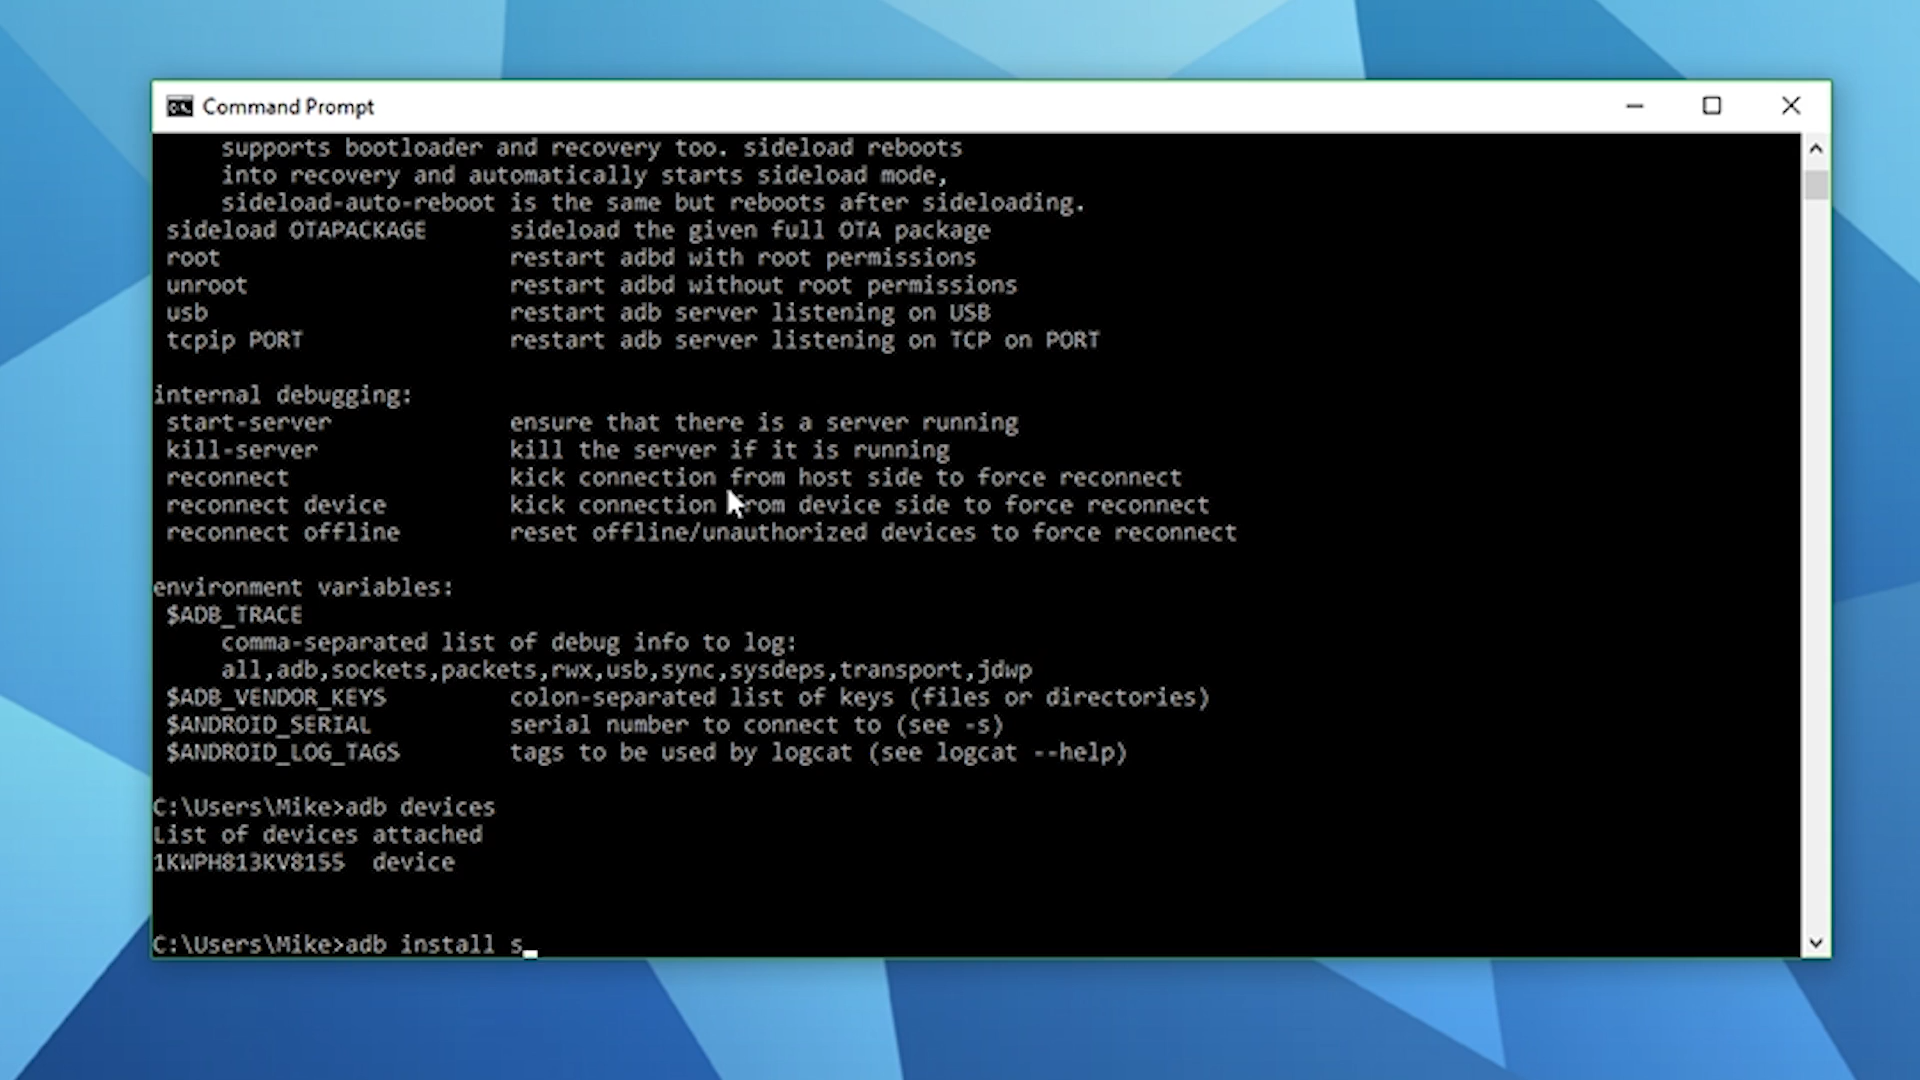 Command Prompt
supports bootloader and recovery too. sideload reboots
into recovery and automatically starts sideload mode,
sideload-auto-reboot is the same but reboots after sideloading.
sideload OTAPACKAGE sideload the given full OTA package
root restart adbd with root permissions
unroot restart adbd without root permissions
usb restart adb server listening on USB
tcpip PORT restart adb server listening on TCP on PORT
internal debugging:
start-server ensure that there is a server running
kill-server kill the server if it is running
reconnect kick connection from host side to force reconnect
reconnect device kick connection from device side to force reconnect
reconnect offline reset offline/unauthorized devices to force reconnect
environment variables:
$ADB_TRACE
comma-separated list of debug info to log:
all,adb,sockets,packets,rwx,usb,sync,sysdeps,transport,jdwp
$ADB_VENDOR_KEYS colon-separated list of keys (files or directories)
$ANDROID_SERIAL serial number to connect to (see -s)
$ANDROID_LOG_TAGS tags to be used by logcat (see logcat --help)
C:\Users\Mike>adb devices
List of devices attached
1KWPH813KV8155 device
C:\Users\Mike>adb install s_